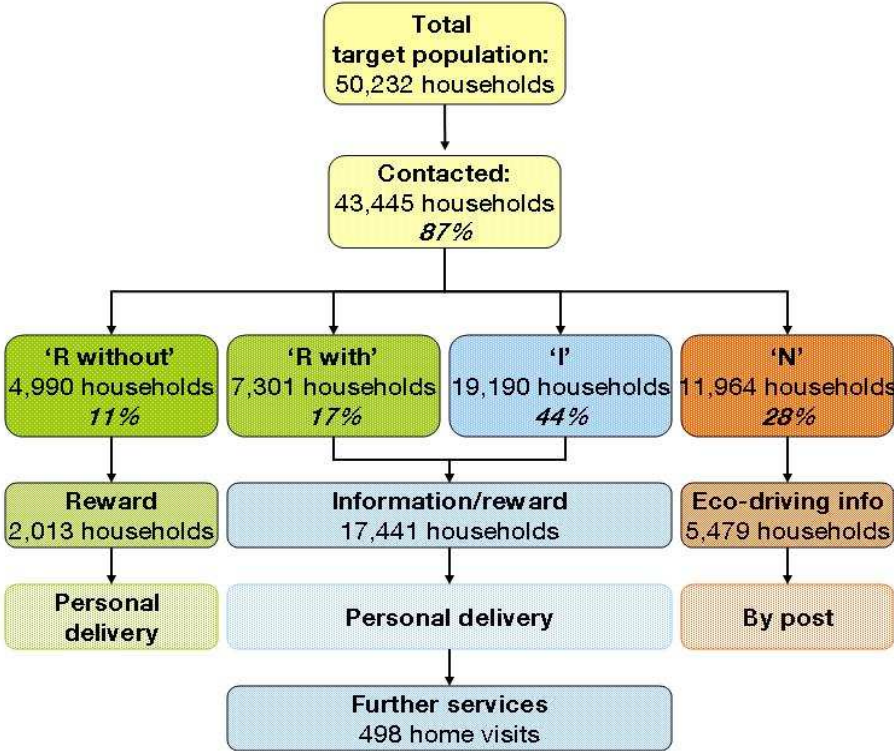 Total
target population:
50,232 households
Contacted:
43,445 households
87%
‘R without’
4,990 households
11%
‘R with’
7,301 households
17%
‘I’
19,190 households
44%
‘N’
11,964 households
28%
Reward
2,013 households
Information/reward
17,441 households
Eco-driving info
5,479 households
Personal
delivery
Personal delivery
By post
Further services
498 home visits